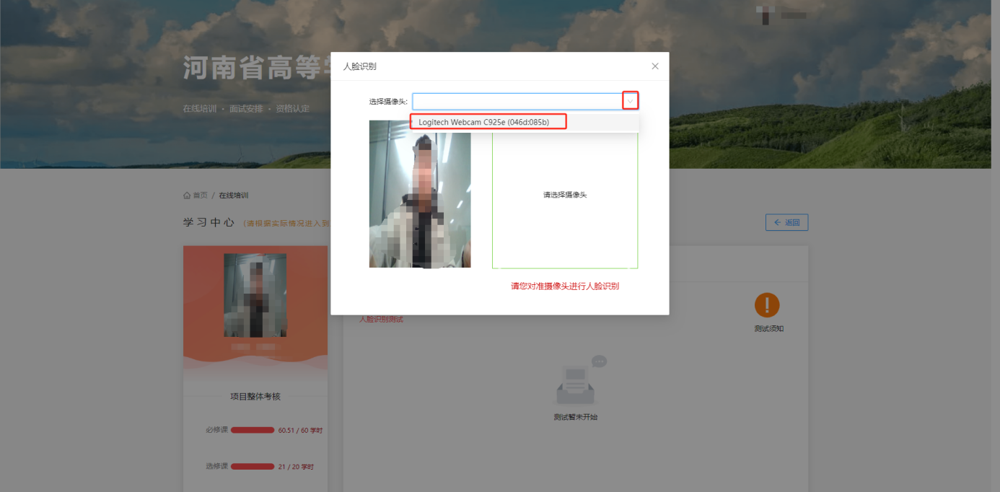 河南省高等
在线培训 · 面试安排 · 资格认定
人脸识别
选择摄像头:
Logitech Webcam C925e (046d:085b)
请选择摄像头
请您对准摄像头进行人脸识别
首页 / 在线培训
学习中心 (请根据实际情况进入到
返回
人脸识别测试
测试须知
测试暂未开始
项目整体考核
必修课 60.51 / 60 学时
选修课 21 / 20 学时